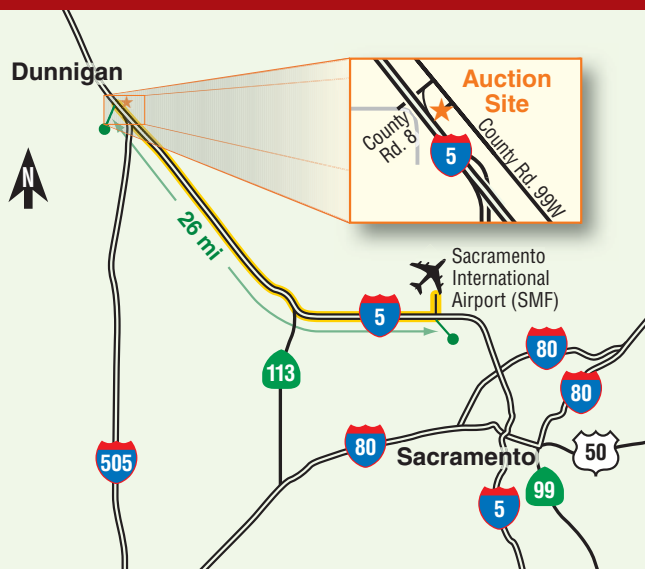 Dunnigan
Auction
Site
County
Rd. 8
County Rd. 99W
5
N
26 mi
Sacramento
International
Airport (SMF)
5
113
80
80
505
80
Sacramento
50
99
5